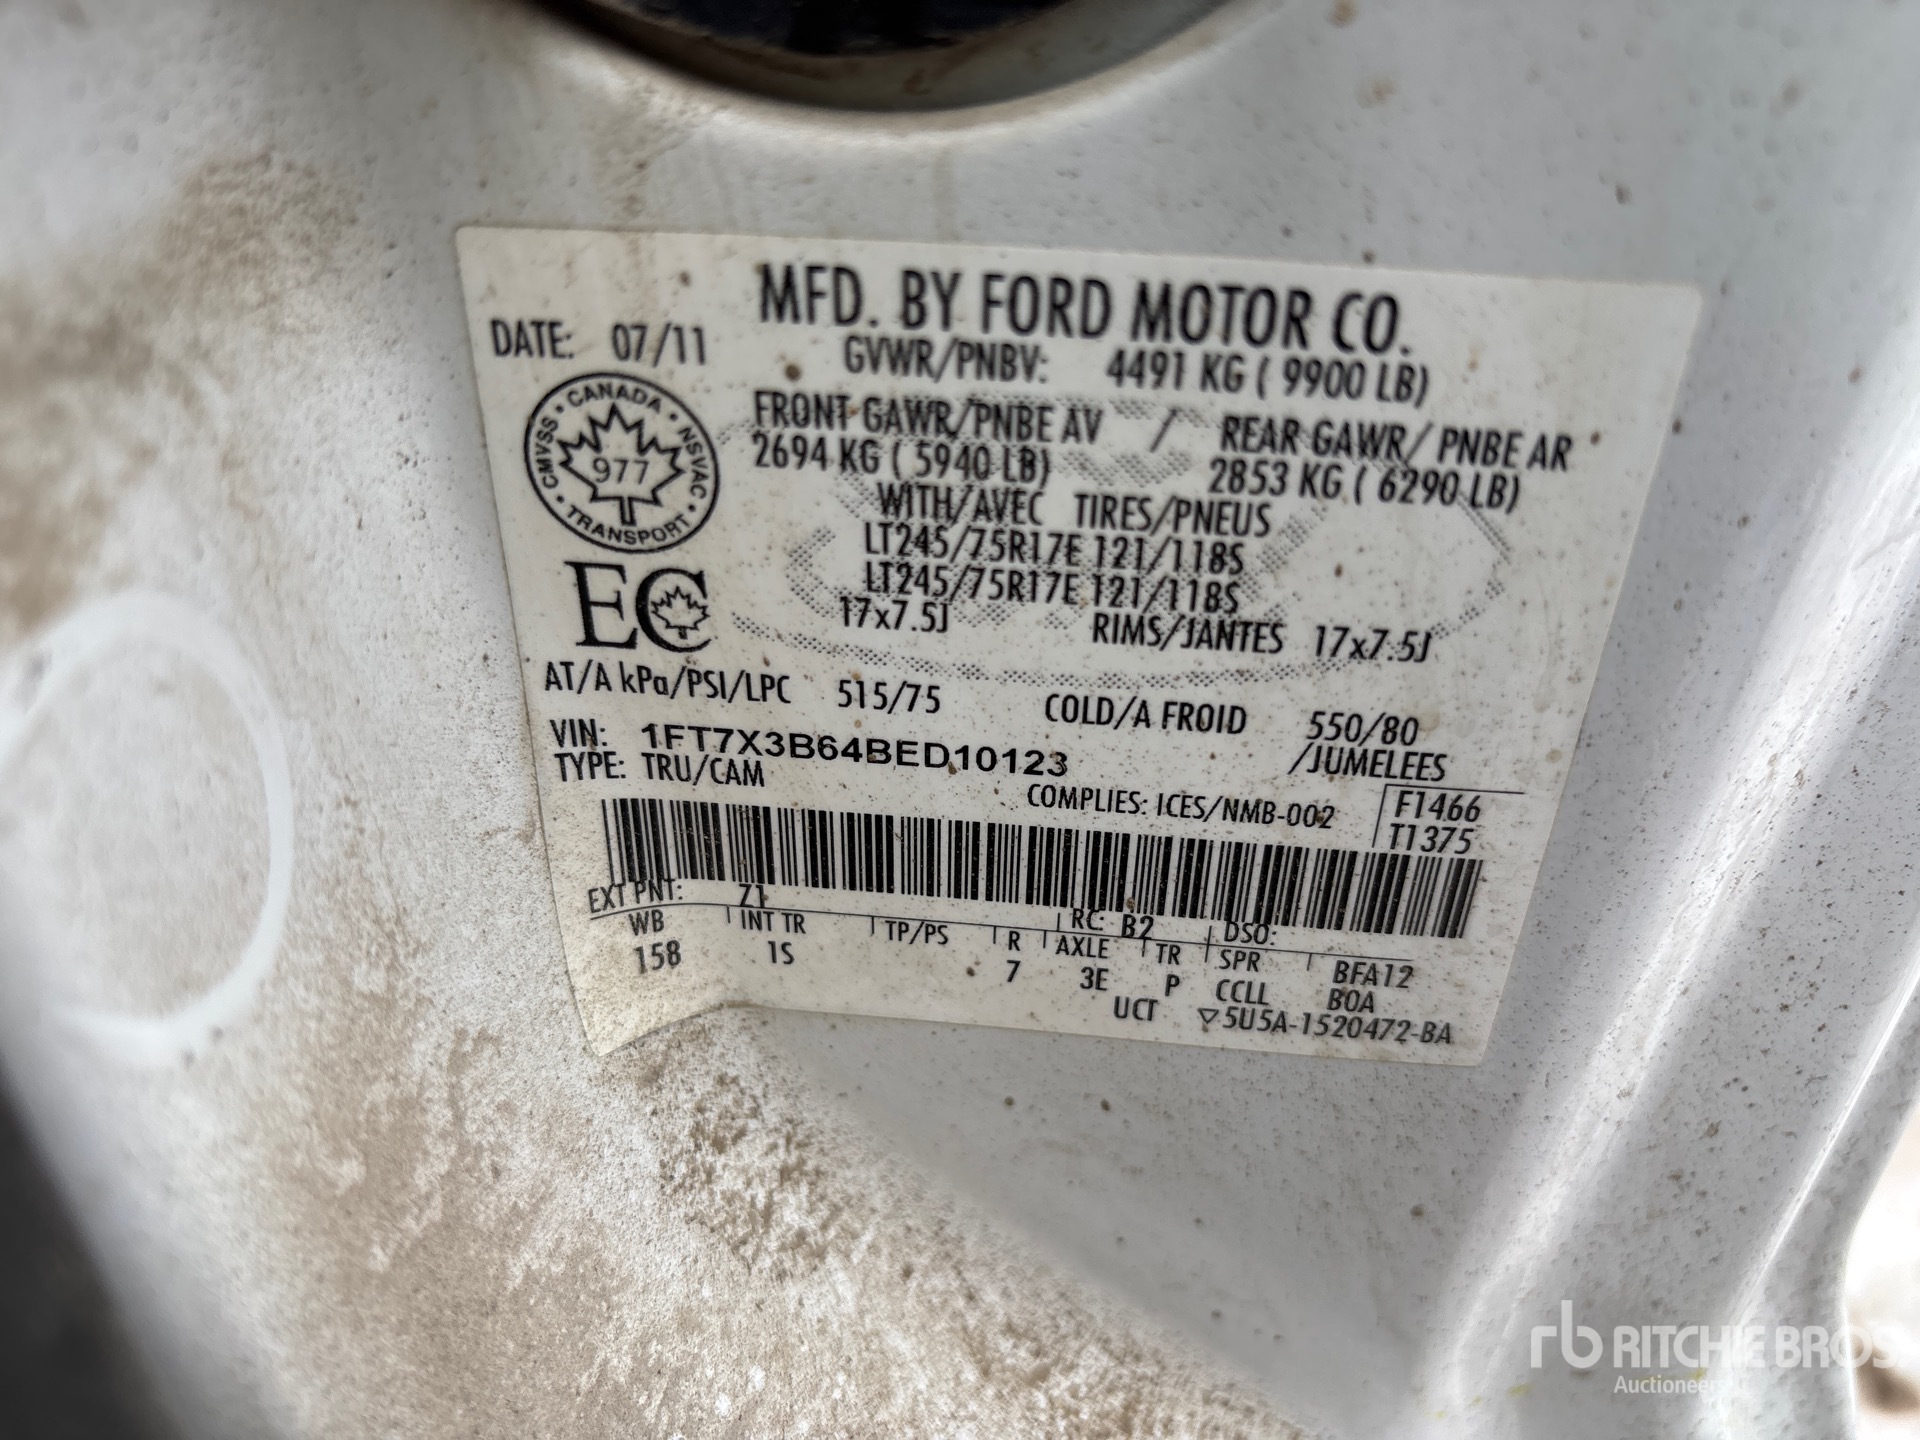 MFD. BY FORD MOTOR CO.
DATE: 07/11
GVWR/PNBV: 4491 KG ( 9900 LB)
FRONT GAWR/PNBE AV / REAR GAWR/ PNBE AR
2694 KG ( 5940 LB) 2853 KG ( 6290 LB)
WITH/AVEC TIRES/PNEUS
LT245/75R17E 121/118S
LT245/75R17E 121/118S
17x7.5J RIMS/JANTES 17x7.5J
CANADA
CMVSS
NSVAC
977
TRANSPORT
EC
AT/A kPa/PSI/LPC 515/75 COLD/A FROID 550/80
VIN: 1FT7X3B64BED10123 /JUMELEES
TYPE: TRU/CAM
COMPLIES: ICES/NMB-002 F1466
T1375
EXT PNT: Z1 RC: B2 DSO:
WB INT TR TP/PS R AXLE TR SPR BFA12
158 1S 7 3E P CCLL BOA
UCT ▽5U5A-1520472-BA
rb RITCHIE BROS
Auctioneers